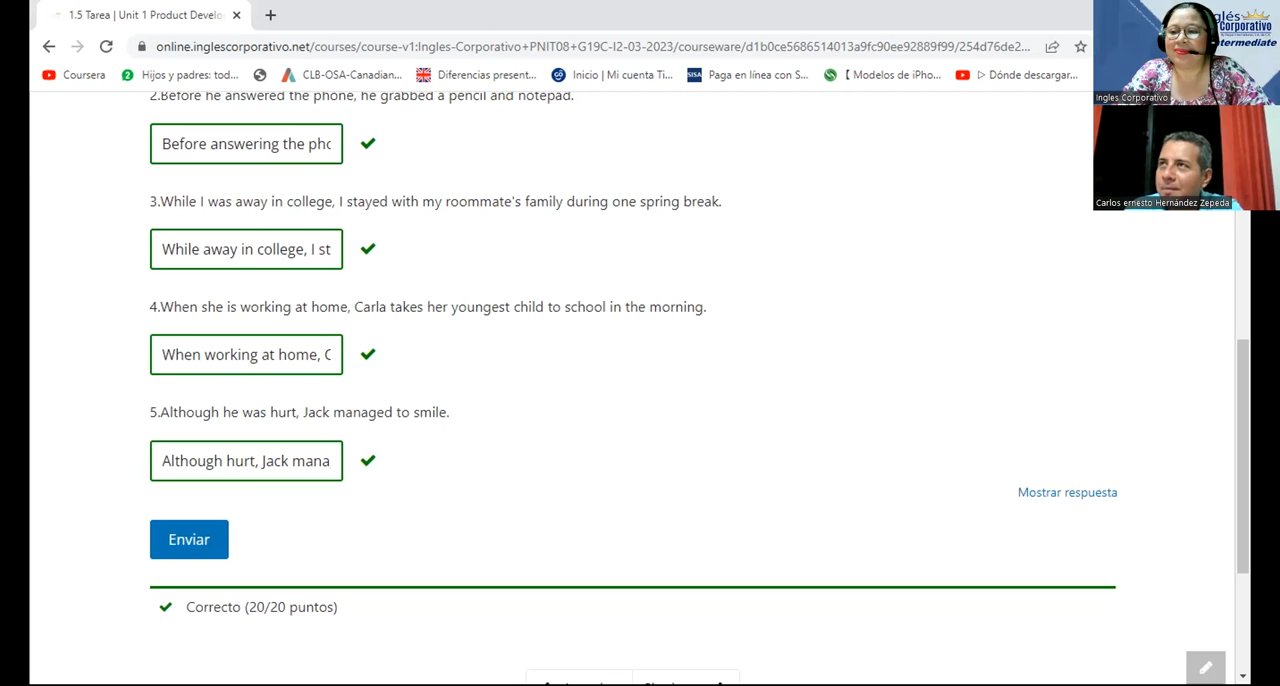 1.5 Tarea | Unit 1 Product Develo
online.inglescorporativo.net/courses/course-v1:Ingles-Corporativo+PNIT08+G19C-I2-03-2023/courseware/d1b0ce5686514013a9fc90ee92889f99/254d76de2...
Coursera Hijos y padres: tod... CLB-OSA-Canadian... Diferencias present... Inicio | Mi cuenta Ti... Paga en línea con S... 【 Modelos de iPho... ▷ Dónde descargar...
2.Before he answered the phone, he grabbed a pencil and notepad.
Before answering the pho
3.While I was away in college, I stayed with my roommate's family during one spring break.
While away in college, I st
4.When she is working at home, Carla takes her youngest child to school in the morning.
When working at home, C
5.Although he was hurt, Jack managed to smile.
Although hurt, Jack mana
Mostrar respuesta
Enviar
Correcto (20/20 puntos)
glés
Corporativo
ntermediate
Ingles Corporativo
Carlos ernesto Hernández Zepeda